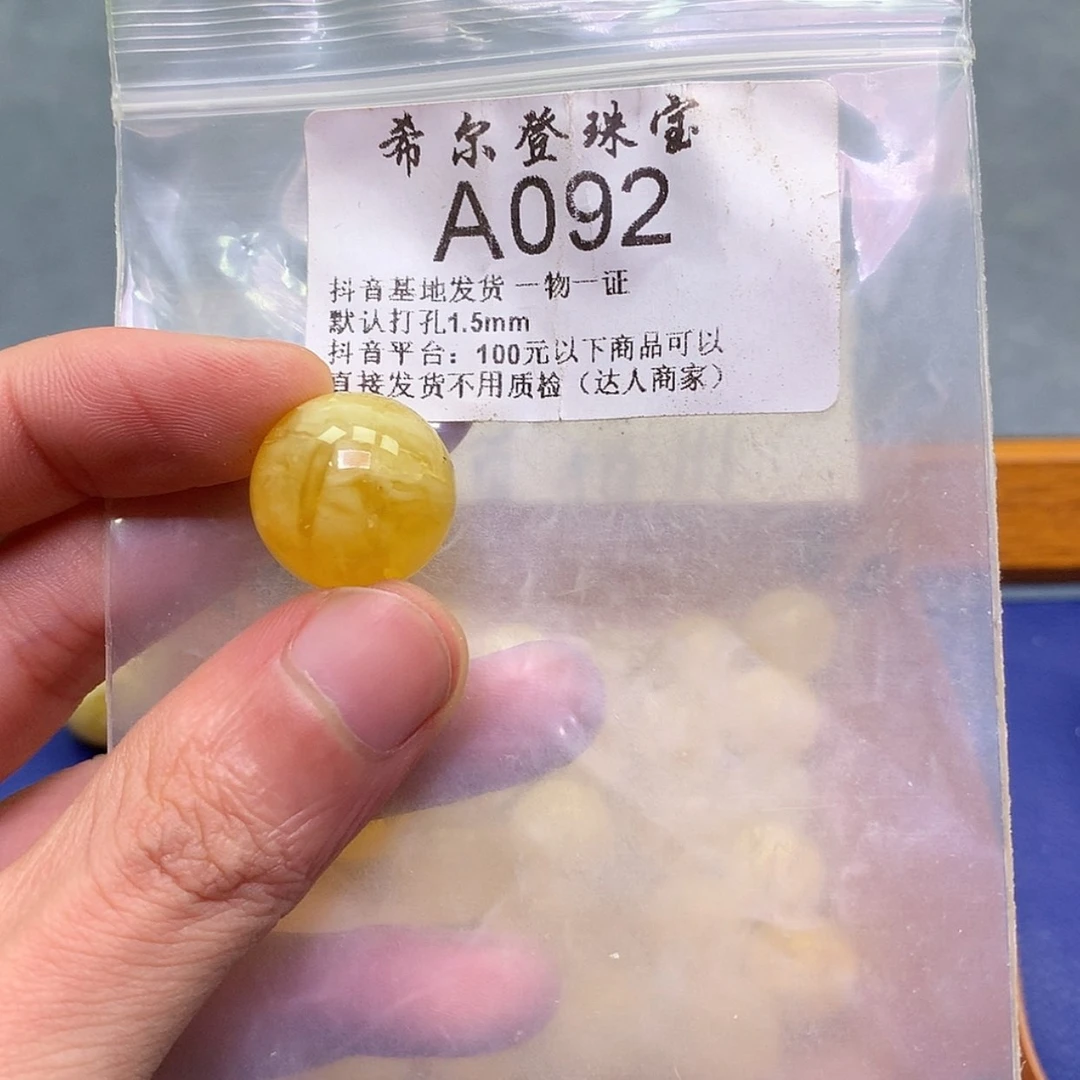 希尔登珠宝
A092
抖音基地发货 一物一证
默认打孔1.5mm
抖音平台：100元以下商品可以
直接发货不用质检（达人商家）